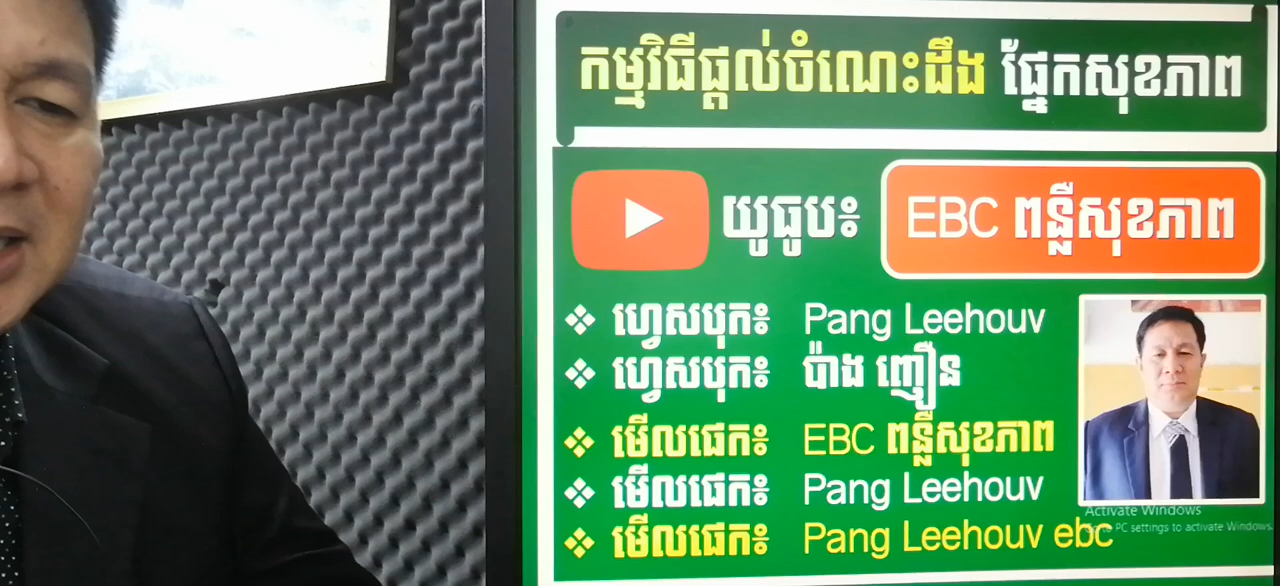 កម្មវិធីផ្តល់ចំណេះដឹង ផ្នែកសុខភាព
យូធូប៖ EBC ពន្លឺសុខភាព
ហ្វេសបុក៖ Pang Leehouv
ហ្វេសបុក៖ ប៉ាង ញឿន
មើលផេក៖ EBC ពន្លឺសុខភាព
មើលផេក៖ Pang Leehouv
មើលផេក៖ Pang Leehouv ebc
Activate Windows
PC settings to activate Windows.